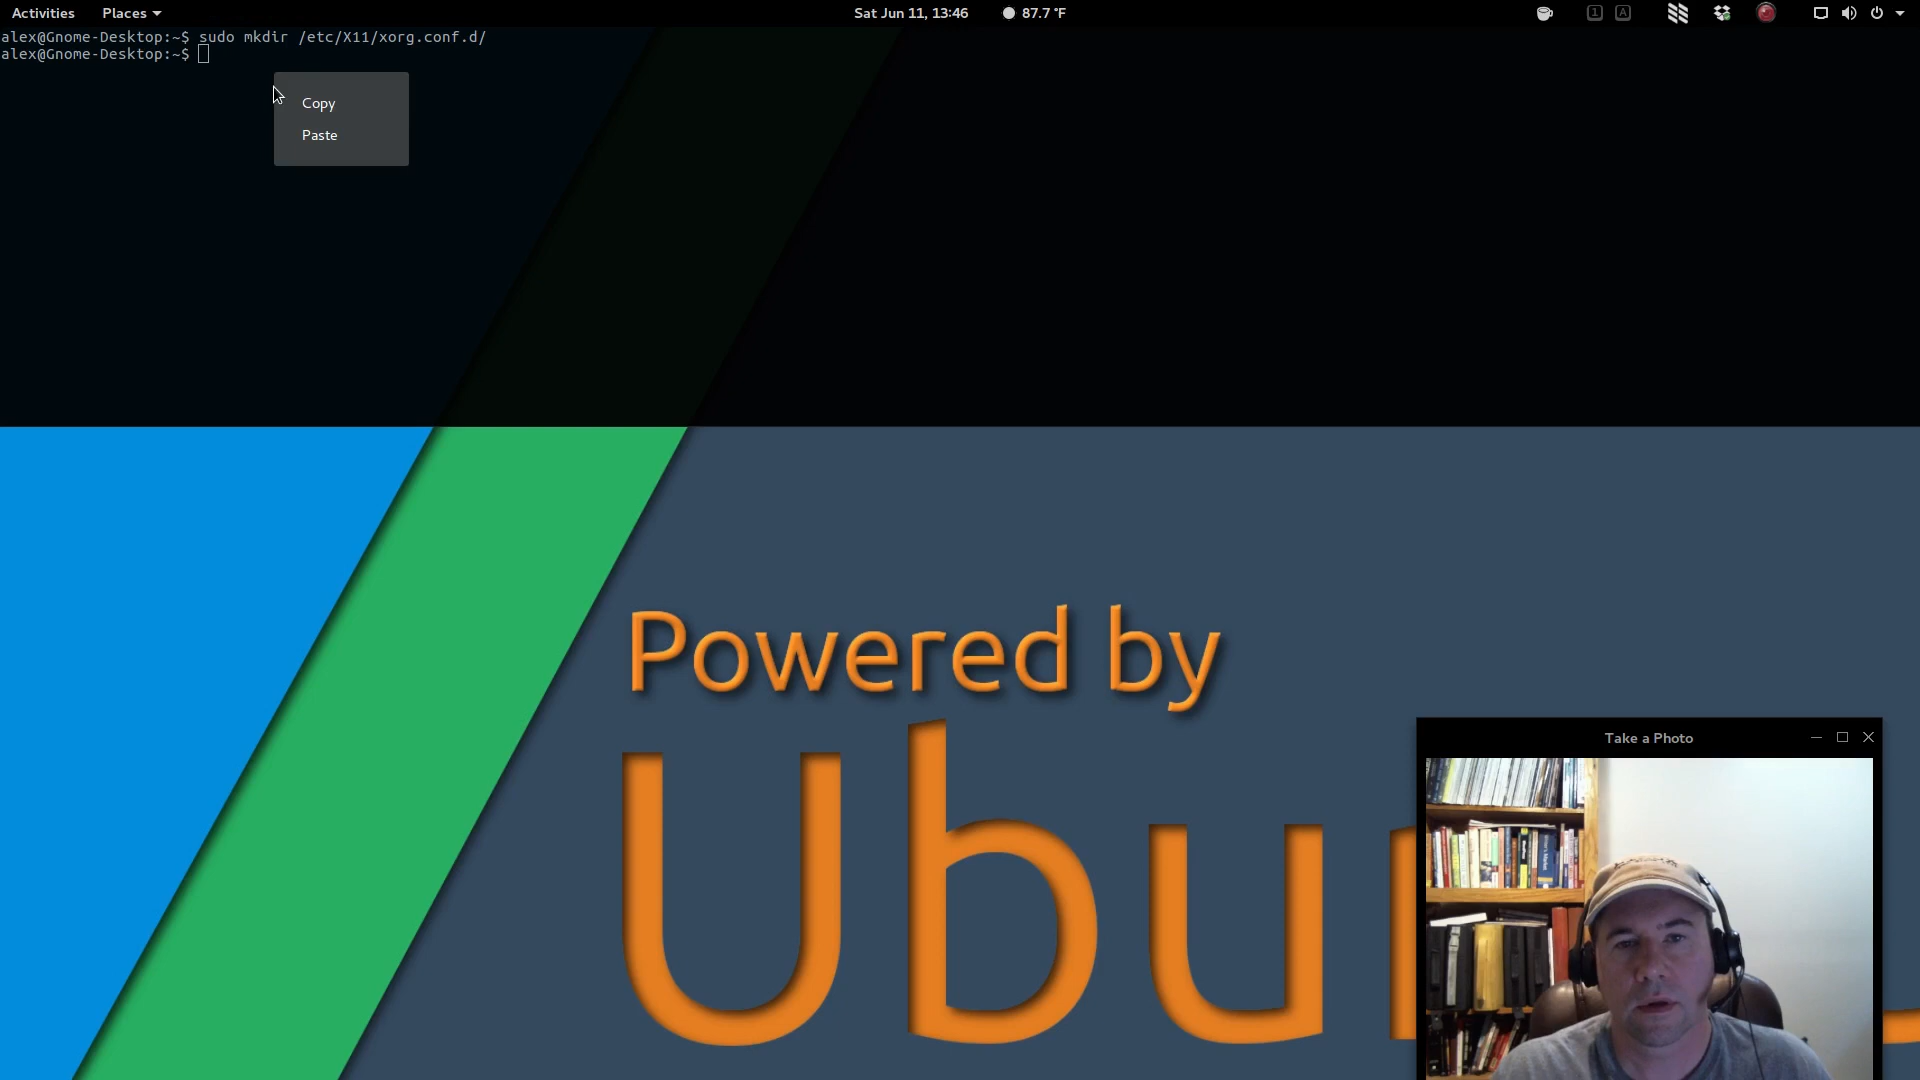 Activities Places Sat Jun 11, 13:46 87.7 °F 1 A
alex@Gnome-Desktop:~$ sudo mkdir /etc/X11/xorg.conf.d/
alex@Gnome-Desktop:~$
Copy
Paste
Powered by
Ubu
Take a Photo